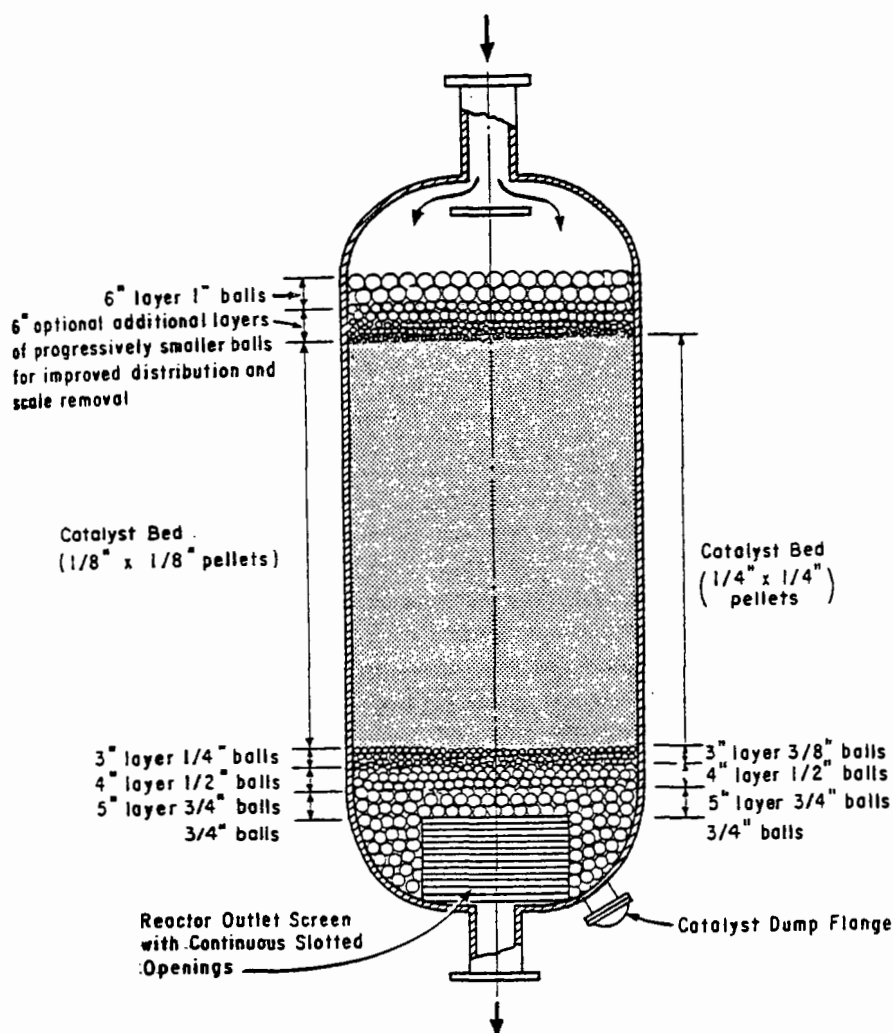 6" layer 1" balls
6" optional additional layers
of progressively smaller balls
for improved distribution and
scale removal
Catalyst Bed
(1/8" x 1/8" pellets)
Catalyst Bed
(1/4" x 1/4"
pellets)
3" layer 1/4" balls
4" layer 1/2" balls
5" layer 3/4" balls
3/4" balls
3" layer 3/8" balls
4" layer 1/2" balls
5" layer 3/4" balls
3/4" balls
Reactor Outlet Screen
with Continuous Slotted
Openings
Catalyst Dump Flange